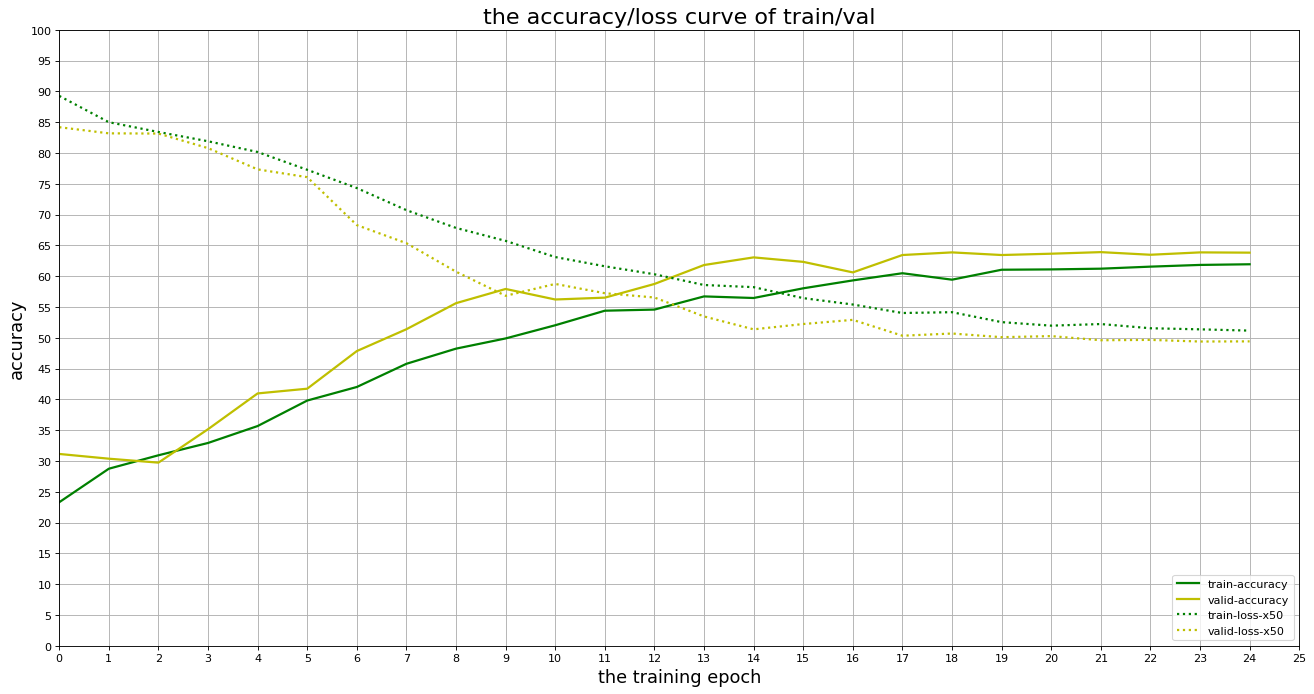 the accuracy/loss curve of train/val
100
95
90
85
80
75
70
65
60
55
50
45
40
35
30
25
20
15
10
5
0
accuracy
train-accuracy
valid-accuracy
train-loss-x50
valid-loss-x50
0 1 2 3 4 5 6 7 8 9 10 11 12 13 14 15 16 17 18 19 20 21 22 23 24 25
the training epoch